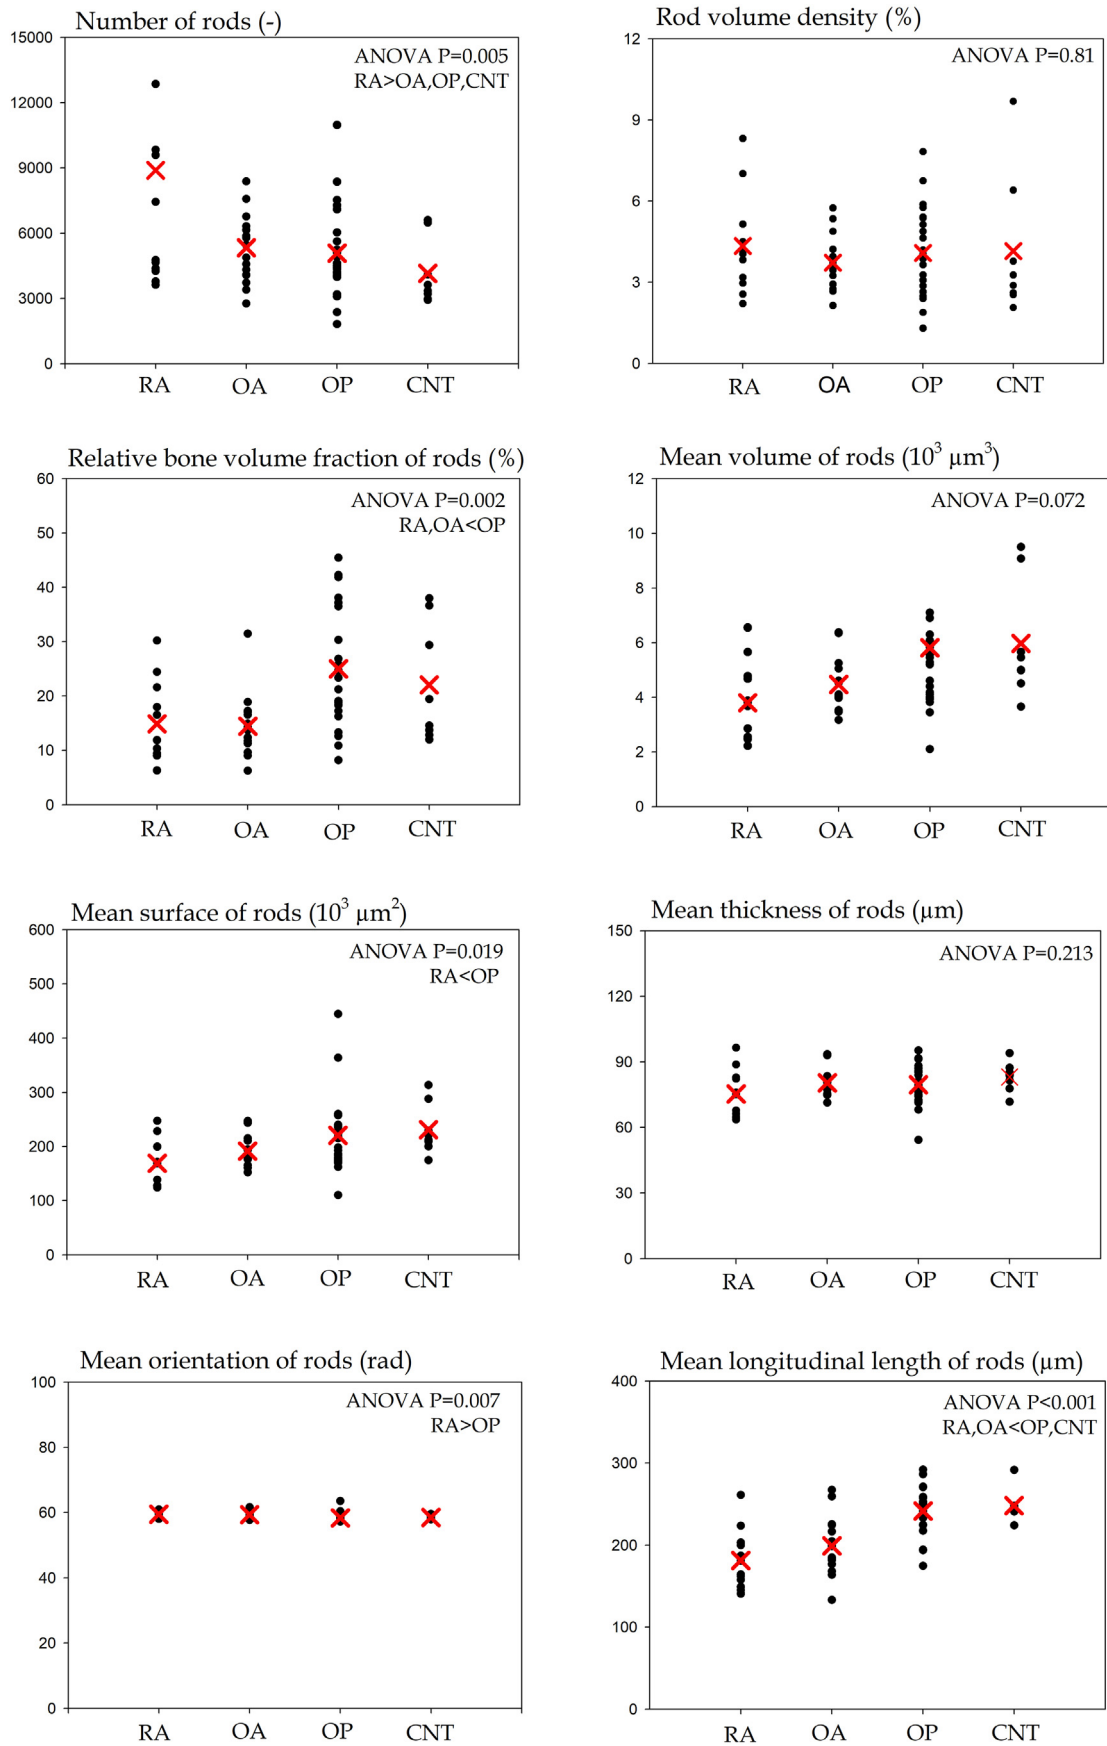 Number of rods (-)
15000
12000
9000
6000
3000
0
ANOVA P=0.005
RA>OA,OP,CNT
RA OA OP CNT
Rod volume density (%)
12
9
6
3
0
ANOVA P=0.81
RA OA OP CNT
Relative bone volume fraction of rods (%)
60
50
40
30
20
10
0
ANOVA P=0.002
RA,OA<OP
RA OA OP CNT
Mean volume of rods (10³ µm³)
12
10
8
6
4
2
0
ANOVA P=0.072
RA OA OP CNT
Mean surface of rods (10³ µm²)
600
500
400
300
200
100
0
ANOVA P=0.019
RA<OP
RA OA OP CNT
Mean thickness of rods (µm)
150
120
90
60
30
0
ANOVA P=0.213
RA OA OP CNT
Mean orientation of rods (rad)
100
80
60
40
20
0
ANOVA P=0.007
RA>OP
RA OA OP CNT
Mean longitudinal length of rods (µm)
400
300
200
100
0
ANOVA P<0.001
RA,OA<OP,CNT
RA OA OP CNT